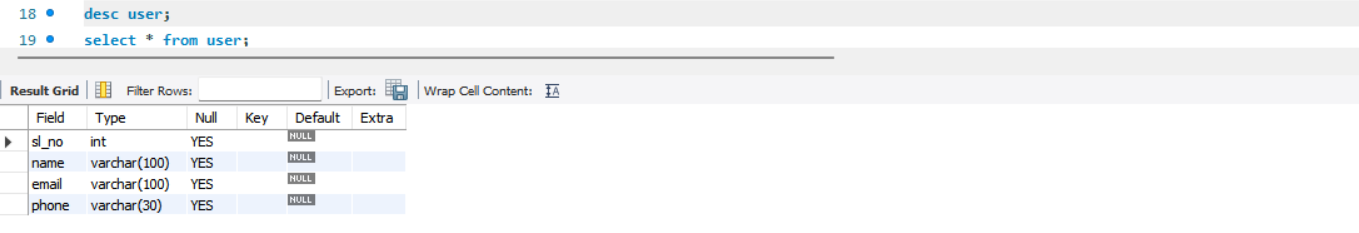 18 desc user;
19 select * from user;
Result Grid Filter Rows: Export: Wrap Cell Content: IA
Field Type Null Key Default Extra
sl_no int YES NULL
name varchar(100) YES NULL
email varchar(100) YES NULL
phone varchar(30) YES NULL